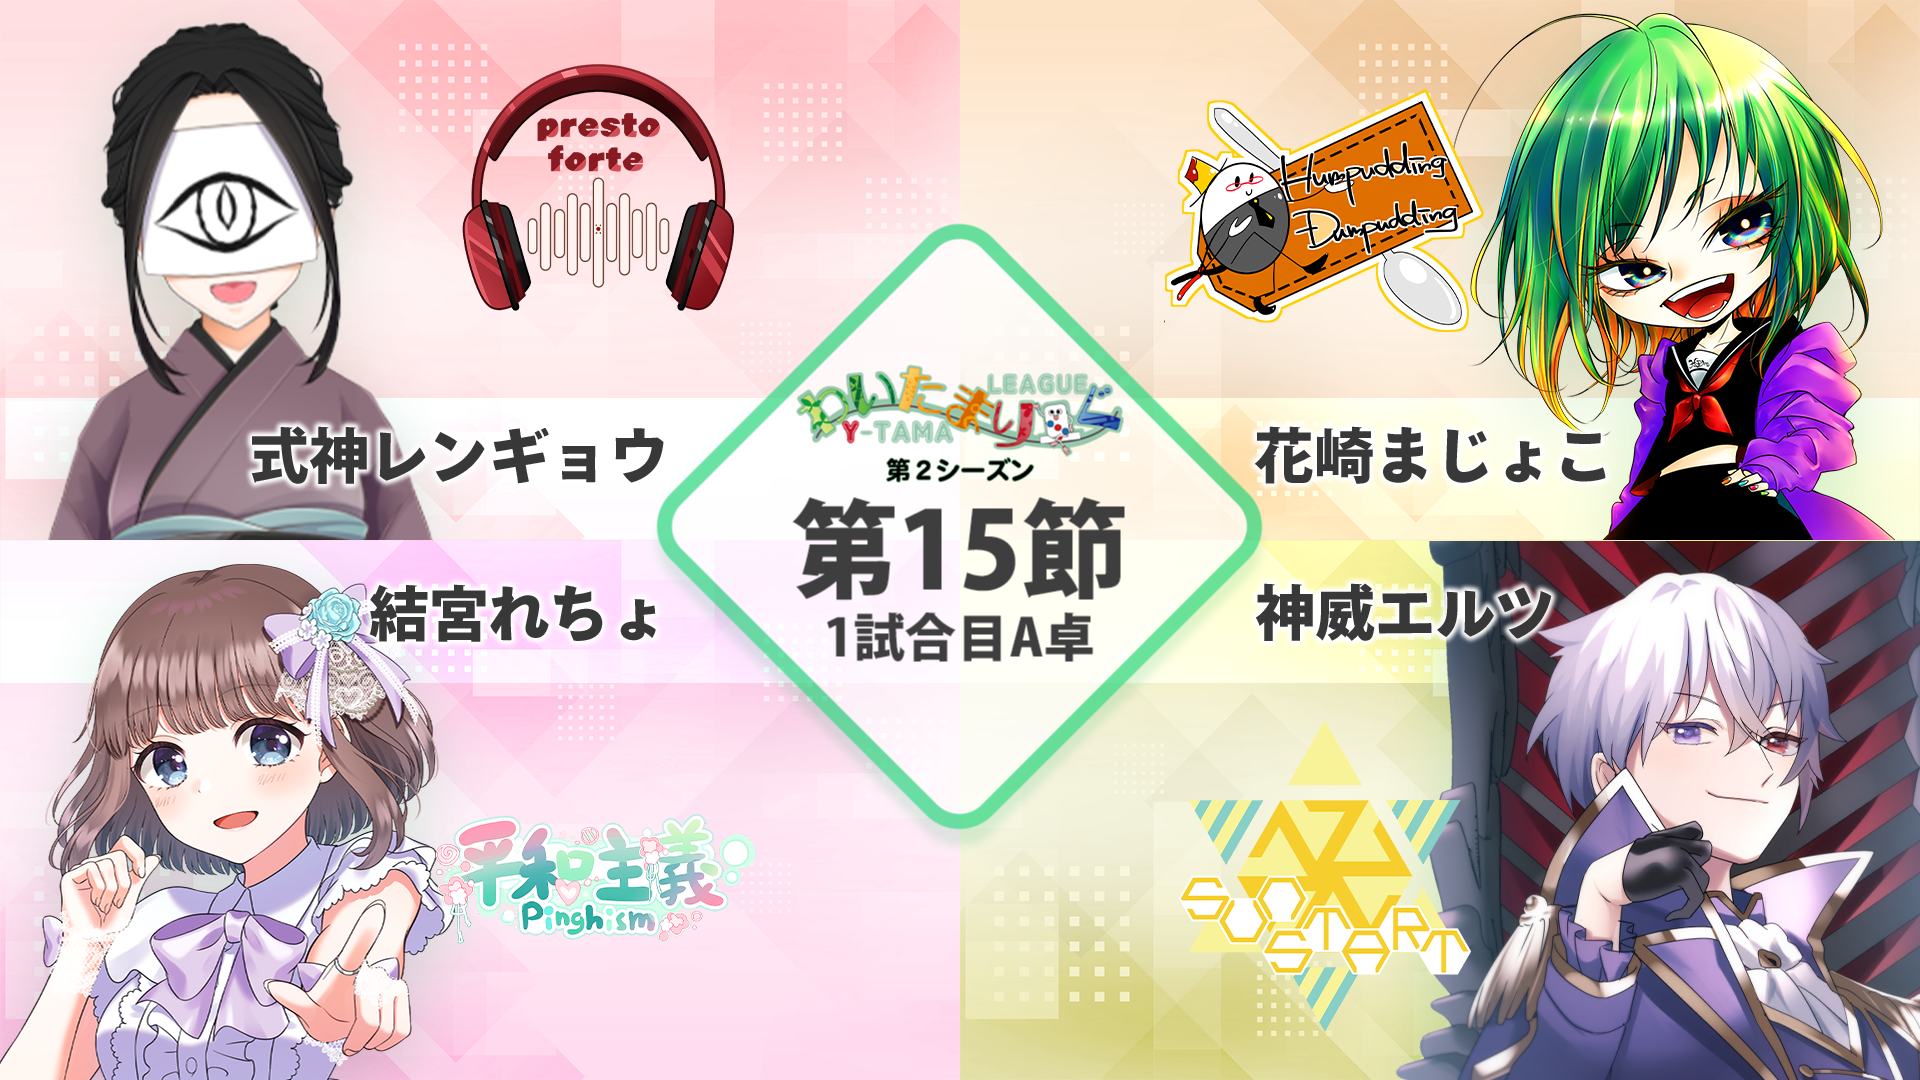 presto
forte
式神レンギョウ
Humpudding
Dumpudding
花崎まじょこ
わいたまりーぐ
LEAGUE
Y-TAMA
第2シーズン
第15節
1試合目A卓
結宮れちょ
平和主義
Pinghism
神威エルツ
AZ
SUN
START